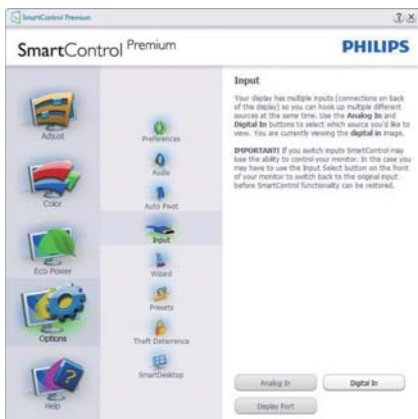 SmartControl Premium
SmartControl Premium
PHILIPS
Adjust
Color
Eco Power
Options
Help
Preferences
Audio
Auto Pivot
Input
Wizard
Presets
Theft Deterrence
SmartDesktop
Input
Your display has multiple inputs (connections on back
of the display) so you can hook up multiple different
sources at the same time. Use the Analog In and
Digital In buttons to select which source you'd like to
view. You are currently viewing the digital in image.
IMPORTANT! If you switch inputs SmartControl may
lose the ability to control your monitor. In the case you
may have to use the Input Select button on the front
of your monitor to switch back to the original input
before SmartControl functionality can be restored.
Analog In
Digital In
Display Port